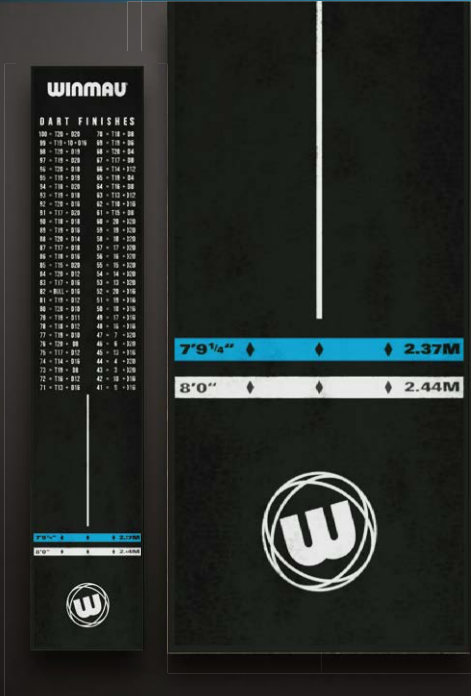 WINMAU
DART FINISHES
100 = T20 + D20 70 = T18 + D8
99 = T19 + 10 + D16 69 = T19 + D6
98 = T20 + D19 68 = T20 + D4
97 = T19 + D20 67 = T17 + D8
96 = T20 + D18 66 = T14 + D12
95 = T19 + D19 65 = T19 + D4
94 = T18 + D20 64 = T16 + D8
93 = T19 + D18 63 = T13 + D12
92 = T20 + D16 62 = T10 + D16
91 = T17 + D20 61 = T15 + D8
90 = T18 + D18 60 = 20 + D20
89 = T19 + D16 59 = 19 + D20
88 = T20 + D14 58 = 18 + D20
87 = T17 + D18 57 = 17 + D20
86 = T18 + D16 56 = 16 + D20
85 = T15 + D20 55 = 15 + D20
84 = T20 + D12 54 = 14 + D20
83 = T17 + D16 53 = 13 + D20
82 = BULL + D16 52 = 20 + D16
81 = T19 + D12 51 = 19 + D16
80 = T20 + D10 50 = 18 + D16
79 = T19 + D11 49 = 17 + D16
78 = T18 + D12 48 = 16 + D16
77 = T19 + D10 47 = 7 + D20
76 = T20 + D8 46 = 6 + D20
75 = T17 + D12 45 = 13 + D16
74 = T14 + D16 44 = 4 + D20
73 = T19 + D8 43 = 3 + D20
72 = T16 + D12 42 = 10 + D16
71 = T13 + D16 41 = 9 + D16
7'9¼" 2.37M
8'0" 2.44M
W
7'9¼" 2.37M
8'0" 2.44M
W